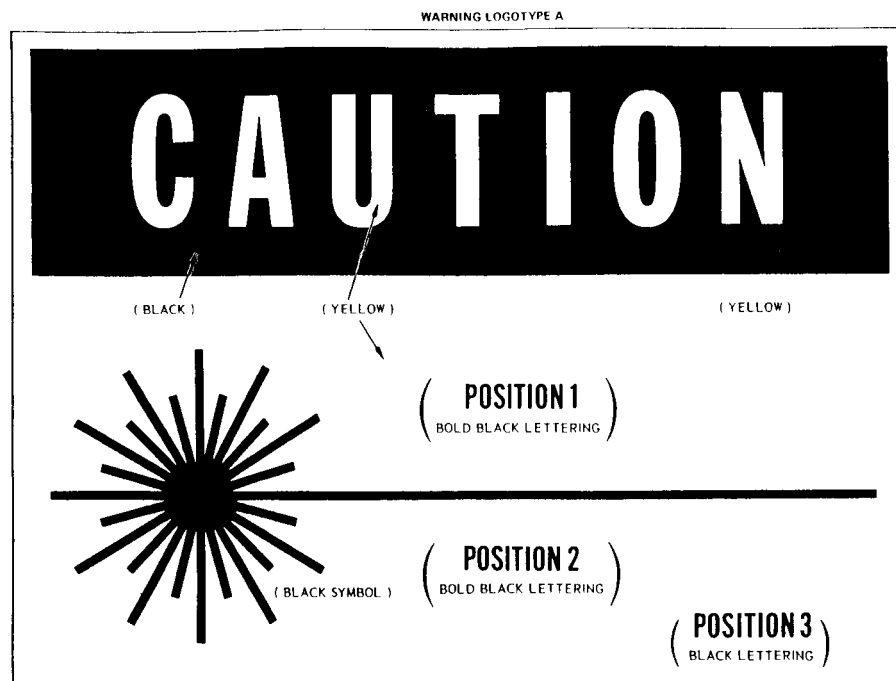 WARNING LOGOTYPE A
CAUTION
( BLACK )
( YELLOW )
( YELLOW )
( POSITION 1
BOLD BLACK LETTERING )
( BLACK SYMBOL )
( POSITION 2
BOLD BLACK LETTERING )
( POSITION 3
BLACK LETTERING )